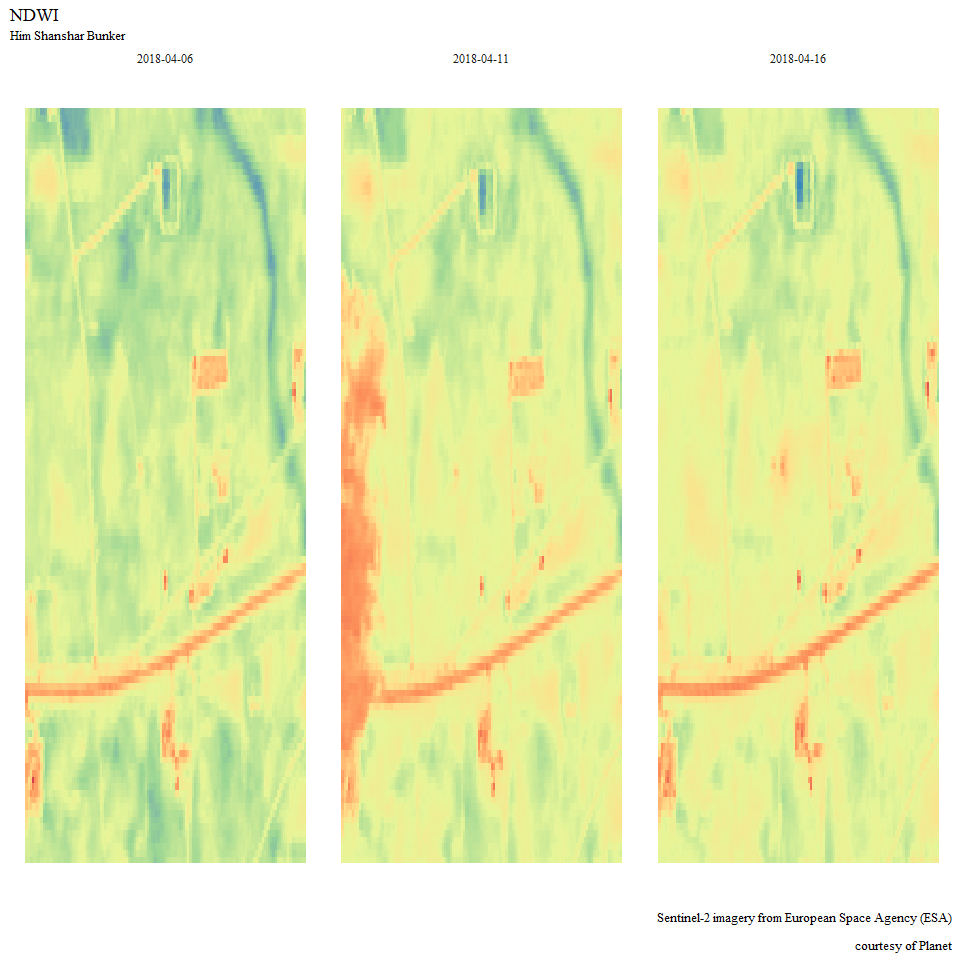 NDWI
Him Shanshar Bunker
2018-04-06
2018-04-11
2018-04-16
Sentinel-2 imagery from European Space Agency (ESA)
courtesy of Planet